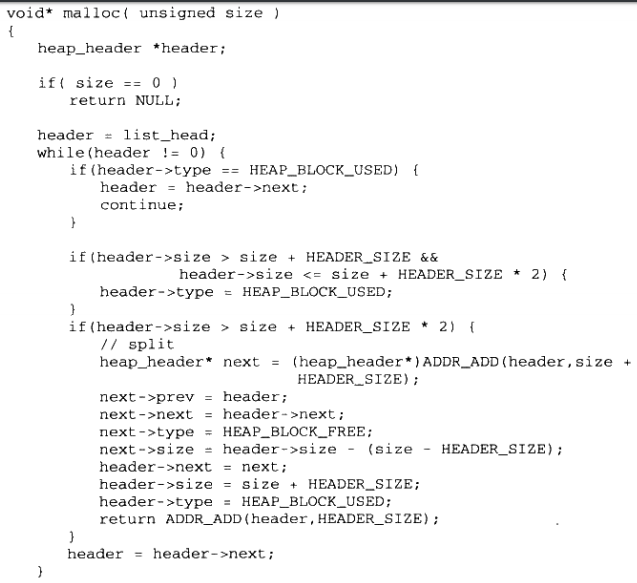 void* malloc( unsigned size )
{
    heap_header *header;

    if( size == 0 )
        return NULL;

    header = list_head;
    while(header != 0) {
        if(header->type == HEAP_BLOCK_USED) {
            header = header->next;
            continue;
        }

        if(header->size > size + HEADER_SIZE &&
                    header->size <= size + HEADER_SIZE * 2) {
            header->type = HEAP_BLOCK_USED;
        }
        if(header->size > size + HEADER_SIZE * 2) {
            // split
            heap_header* next = (heap_header*)ADDR_ADD(header,size +
                                HEADER_SIZE);
            next->prev = header;
            next->next = header->next;
            next->type = HEAP_BLOCK_FREE;
            next->size = header->size - (size - HEADER_SIZE);
            header->next = next;
            header->size = size + HEADER_SIZE;
            header->type = HEAP_BLOCK_USED;
            return ADDR_ADD(header,HEADER_SIZE);
        }
        header = header->next;
    }